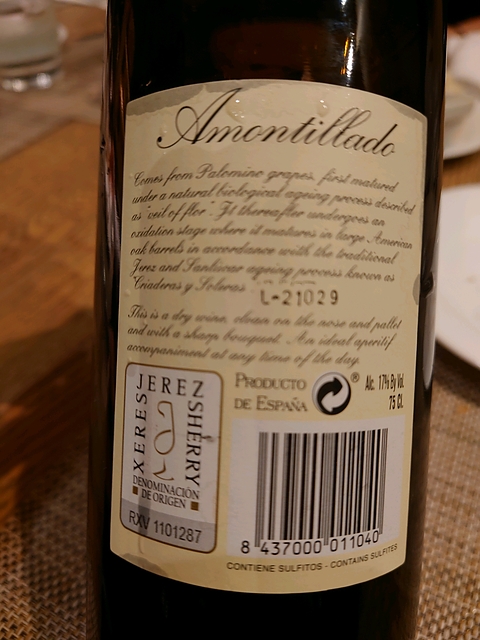 Amontillado
Comes from Palomino grapes, first matured
under a natural biological ageing process described
as "veil of flor". It thereafter undergoes an
oxidation stage where it matures in large American
oak barrels in accordance with the traditional
Jerez and Sanlúcar ageing process known as
Criaderas y Soleras
L-21029
This is a dry wine, clean on the nose and pallet
and with a sharp bouquet. An ideal aperitif
accompaniment at any time of the day.
JEREZ
XERES
SHERRY
DENOMINACIÓN
DE ORIGEN
RXV 1101287
PRODUCTO
DE ESPAÑA
®
Alc. 17% By Vol.
75 Cl.
8 437000 011040
CONTIENE SULFITOS - CONTAINS SULFITES